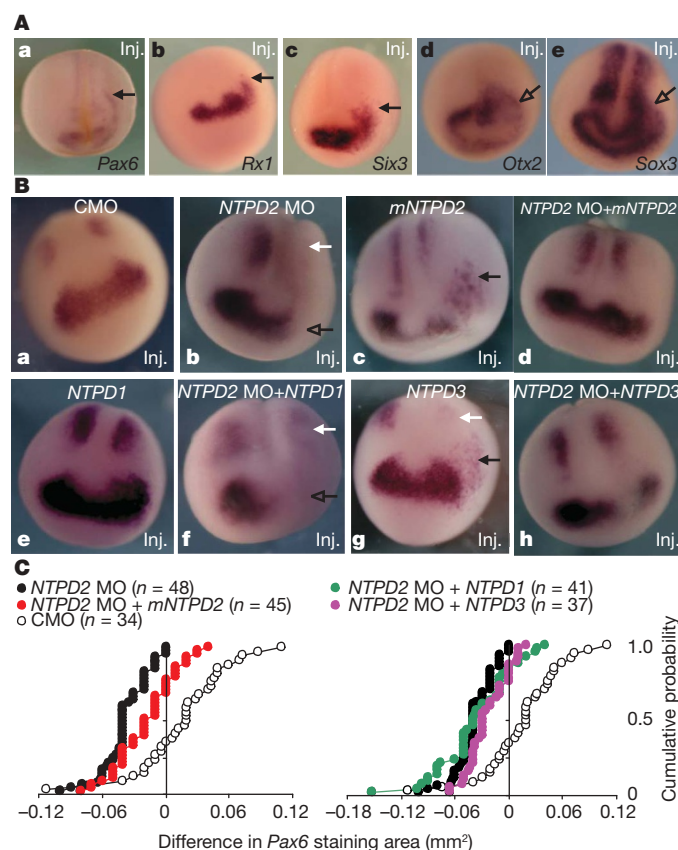 A
a Inj. Pax6
b Inj. Rx1
c Inj. Six3
d Inj. Otx2
e Inj. Sox3
B
CMO a Inj.
NTPD2 MO b Inj.
mNTPD2 c Inj.
NTPD2 MO+mNTPD2 d Inj.
NTPD1 e Inj.
NTPD2 MO+NTPD1 f Inj.
NTPD3 g Inj.
NTPD2 MO+NTPD3 h Inj.
C
NTPD2 MO (n = 48)
NTPD2 MO + mNTPD2 (n = 45)
CMO (n = 34)
NTPD2 MO + NTPD1 (n = 41)
NTPD2 MO + NTPD3 (n = 37)
1.0
0.5
0
Cumulative probability
−0.12 −0.06 0 0.06 0.12
−0.18 −0.12 −0.06 0 0.06 0.12
Difference in Pax6 staining area (mm²)